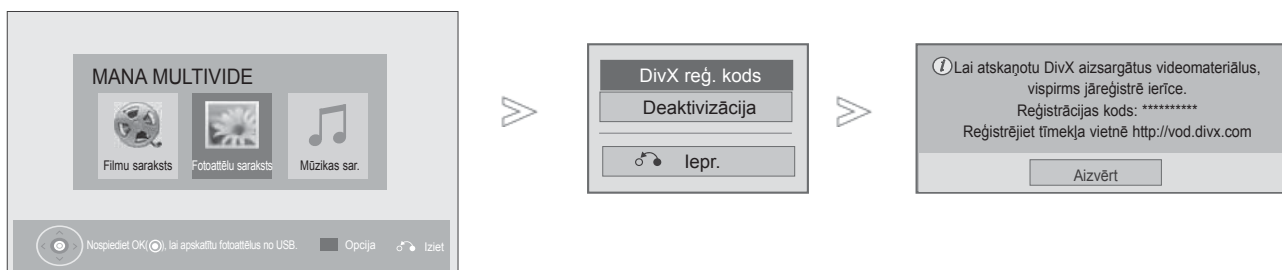 MANA MULTIVIDE
Filmu saraksts
Fotoattēlu saraksts
Mūzikas sar.
Nospiediet OK(◉), lai apskatītu fotoattēlus no USB.
Opcija
Iziet
DivX reģ. kods
Deaktivizācija
Iepr.
Lai atskaņotu DivX aizsargātus videomateriālus,
vispirms jāreģistrē ierīce.
Reģistrācijas kods: **********
Reģistrējiet tīmekļa vietnē http://vod.divx.com
Aizvērt